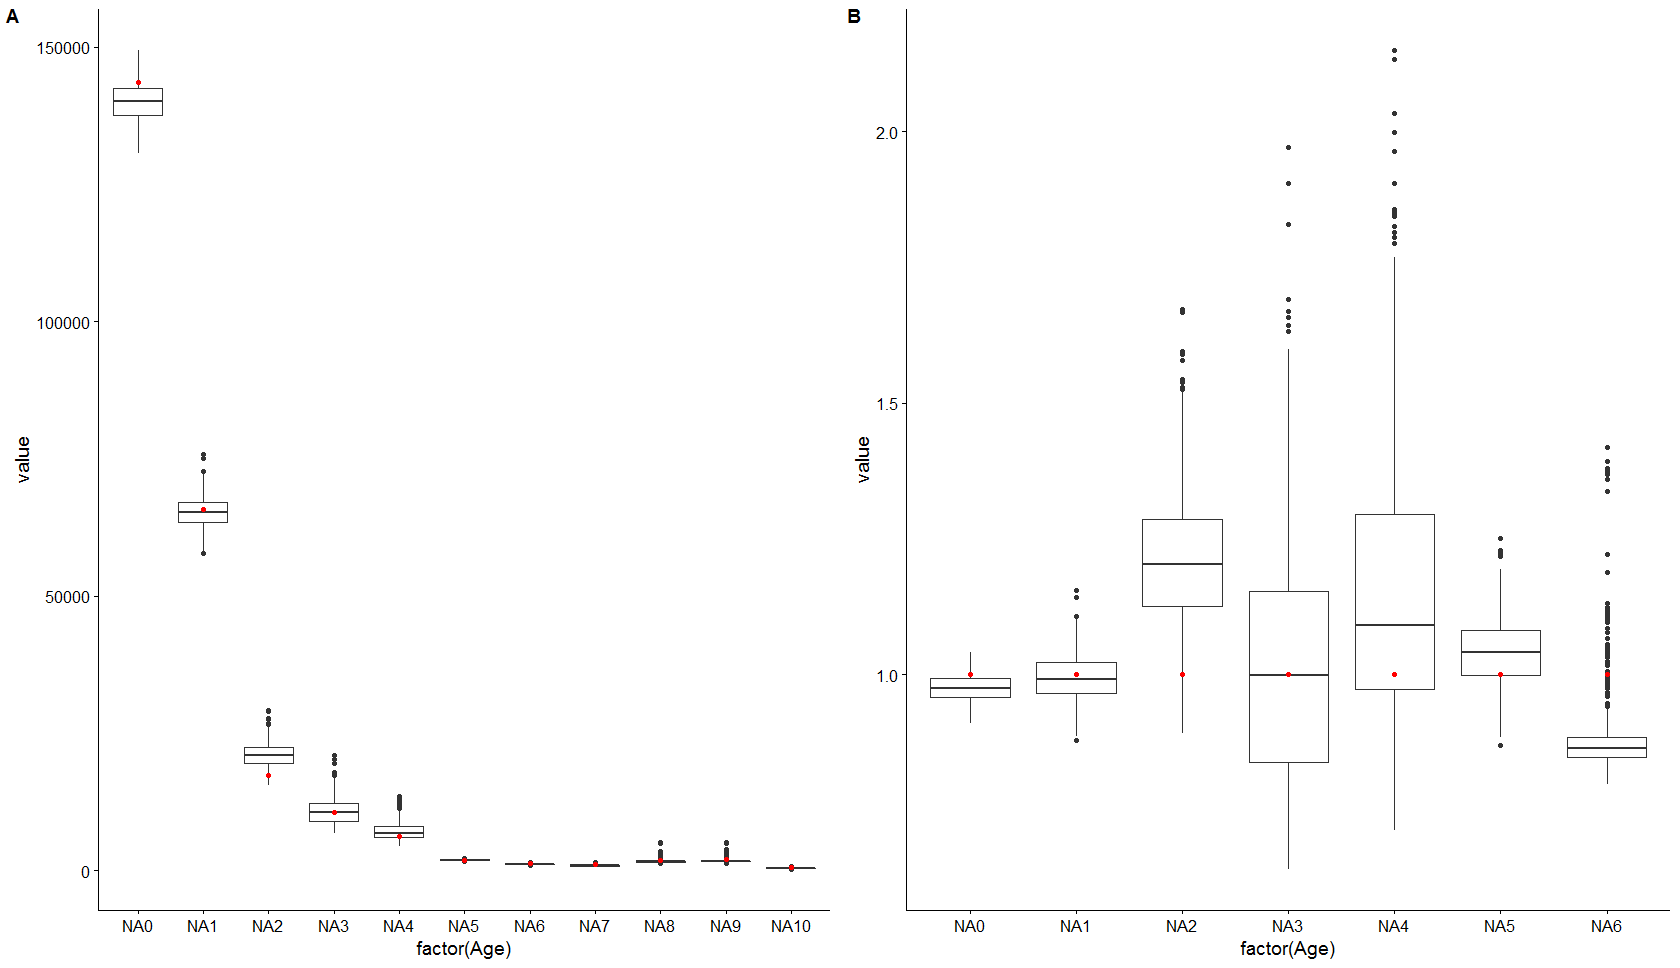 A
value
150000
100000
50000
0
NA0 NA1 NA2 NA3 NA4 NA5 NA6 NA7 NA8 NA9 NA10
factor(Age)
B
value
2.0
1.5
1.0
NA0 NA1 NA2 NA3 NA4 NA5 NA6
factor(Age)